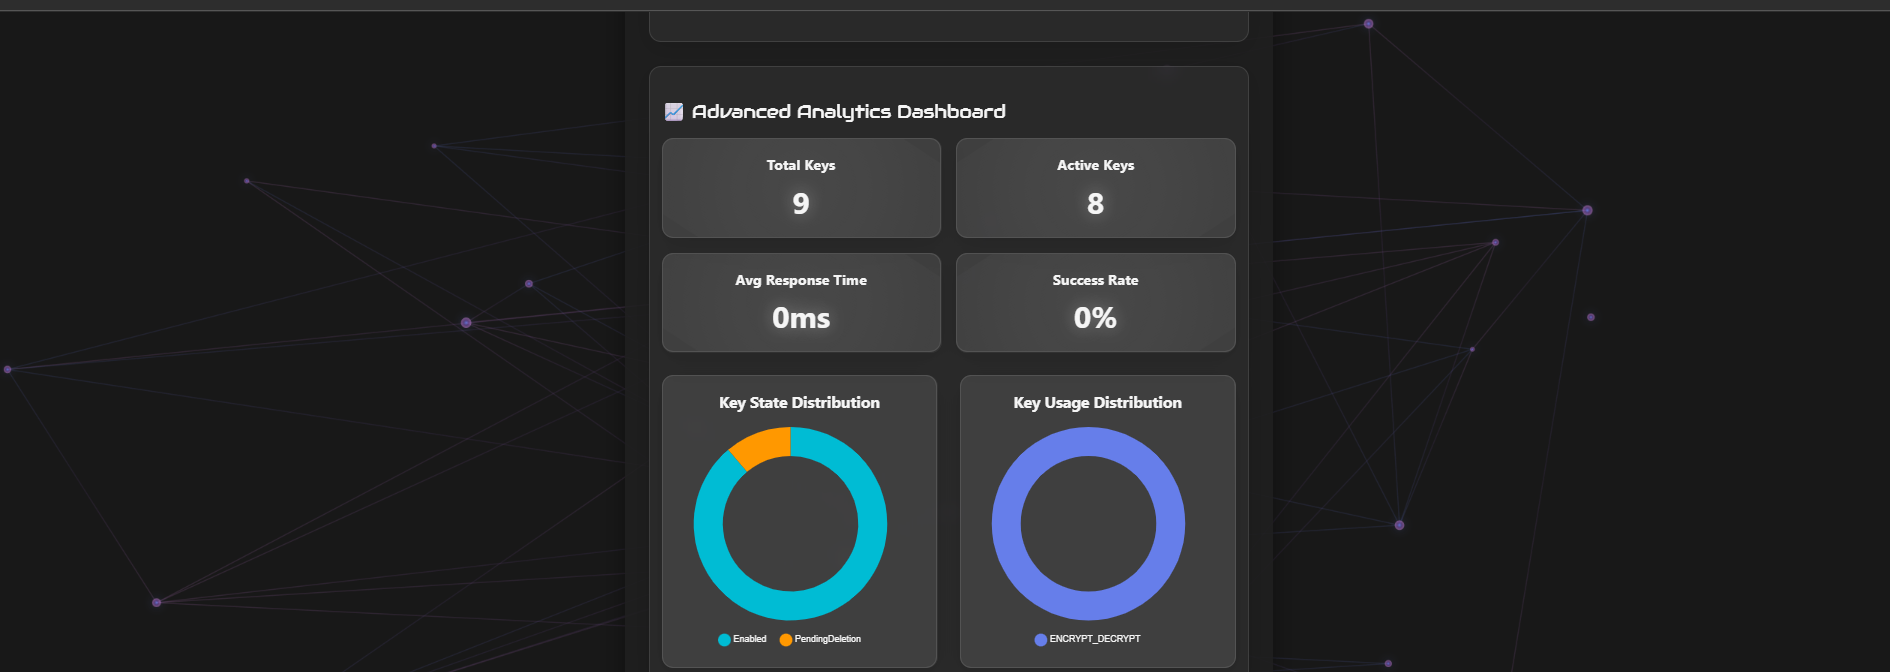 Advanced Analytics Dashboard
Total Keys
9
Active Keys
8
Avg Response Time
0ms
Success Rate
0%
Key State Distribution
Enabled
PendingDeletion
Key Usage Distribution
ENCRYPT_DECRYPT